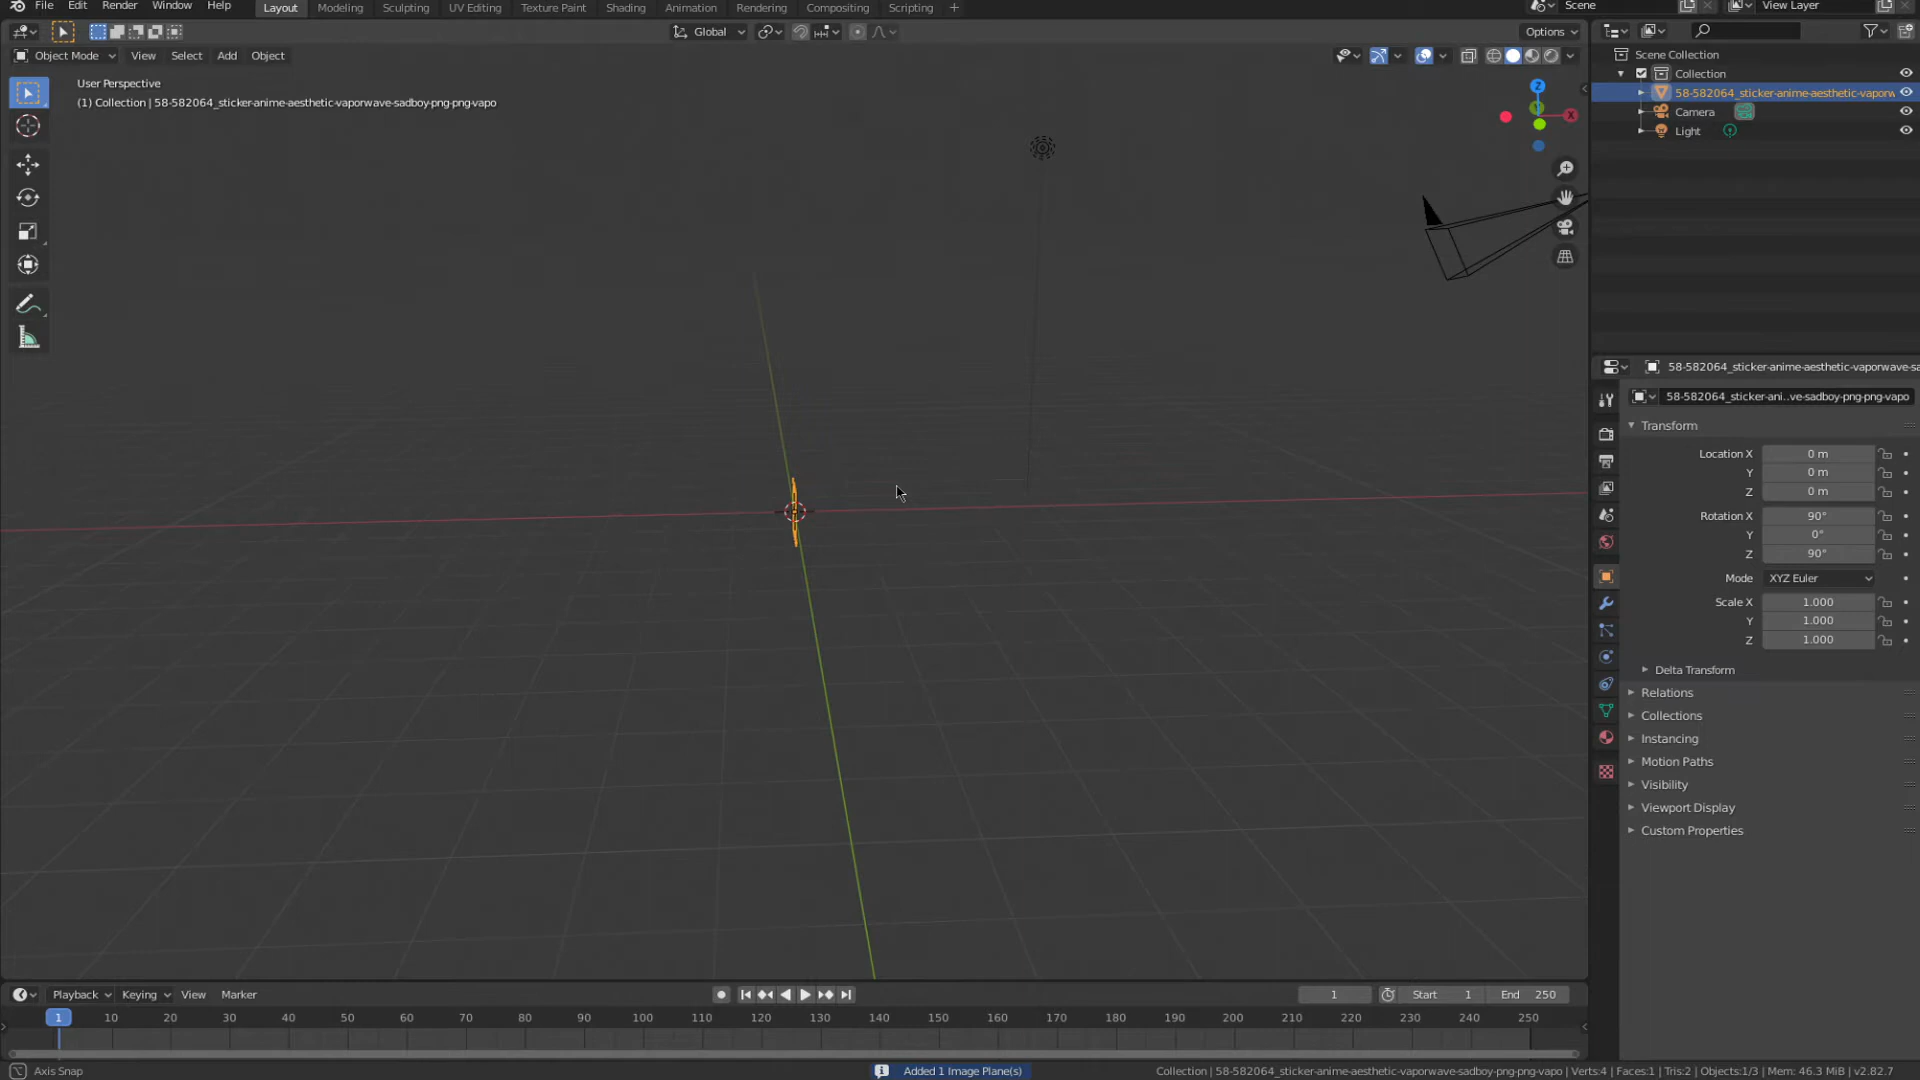 File Edit Render Window Help
Layout Modeling Sculpting UV Editing Texture Paint Shading Animation Rendering Compositing Scripting +
Scene
View Layer
Global
Options
Object Mode View Select Add Object
User Perspective
(1) Collection | 58-582064_sticker-anime-aesthetic-vaporwave-sadboy-png-png-vapo
Z
Y
X
Scene Collection
Collection
58-582064_sticker-anime-aesthetic-vaporw
Camera
Light
58-582064_sticker-anime-aesthetic-vaporwave-sa
58-582064_sticker-ani..ve-sadboy-png-png-vapo
Transform
Location X 0 m
Y 0 m
Z 0 m
Rotation X 90°
Y 0°
Z 90°
Mode XYZ Euler
Scale X 1.000
Y 1.000
Z 1.000
Delta Transform
Relations
Collections
Instancing
Motion Paths
Visibility
Viewport Display
Custom Properties
Playback Keying View Marker
1 Start 1 End 250
1 10 20 30 40 50 60 70 80 90 100 110 120 130 140 150 160 170 180 190 200 210 220 230 240 250
Axis Snap
Added 1 Image Plane(s)
Collection | 58-582064_sticker-anime-aesthetic-vaporwave-sadboy-png-png-vapo | Verts:4 | Faces:1 | Tris:2 | Objects:1/3 | Mem: 46.3 MiB | v2.82.7